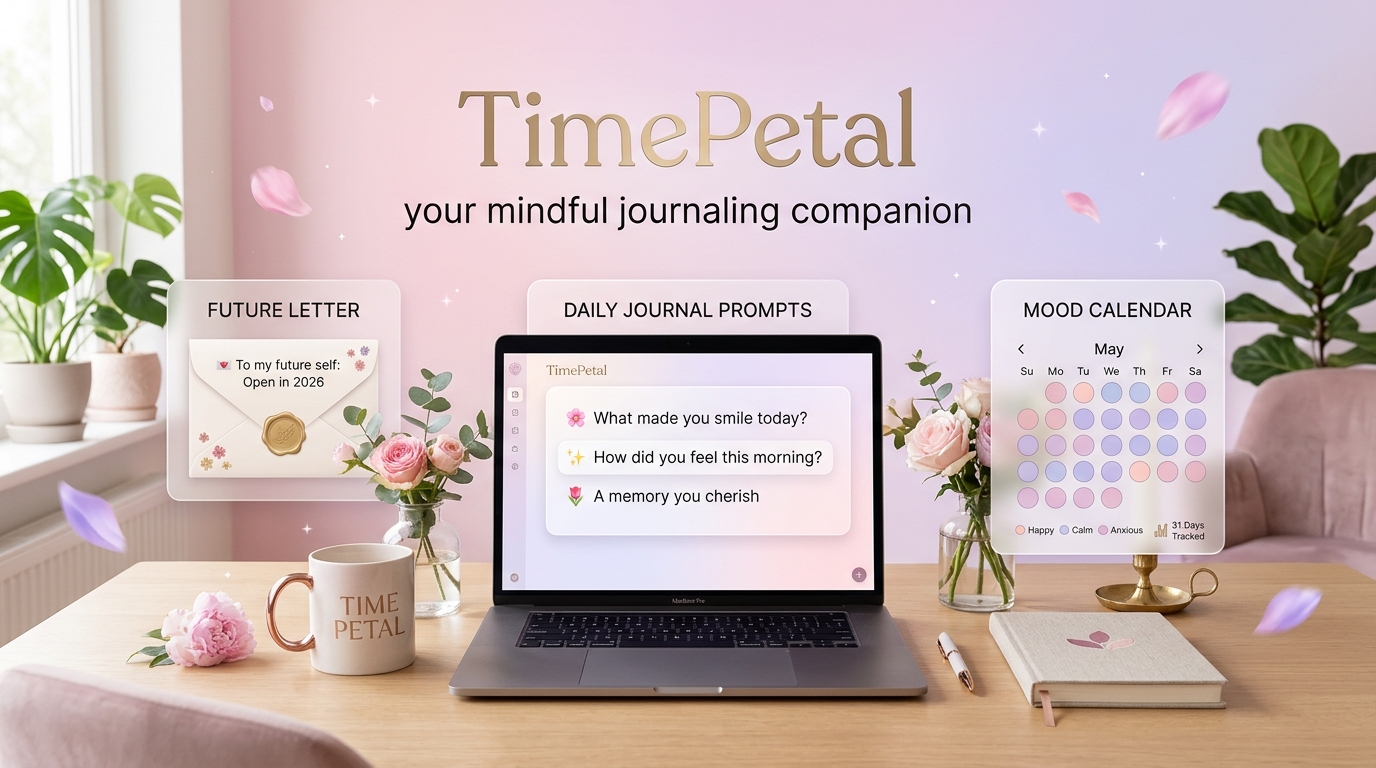 TimePetal
your mindful journaling companion
FUTURE LETTER
💌 To my future self:
Open in 2026
DAILY JOURNAL PROMPTS
TimePetal
🌸 What made you smile today?
✨ How did you feel this morning?
🌷 A memory you cherish
MOOD CALENDAR
< May >
Su Mo Tu We Th Fr Sa
Happy Calm Anxious
31.Days
Tracked
TIME
PETAL